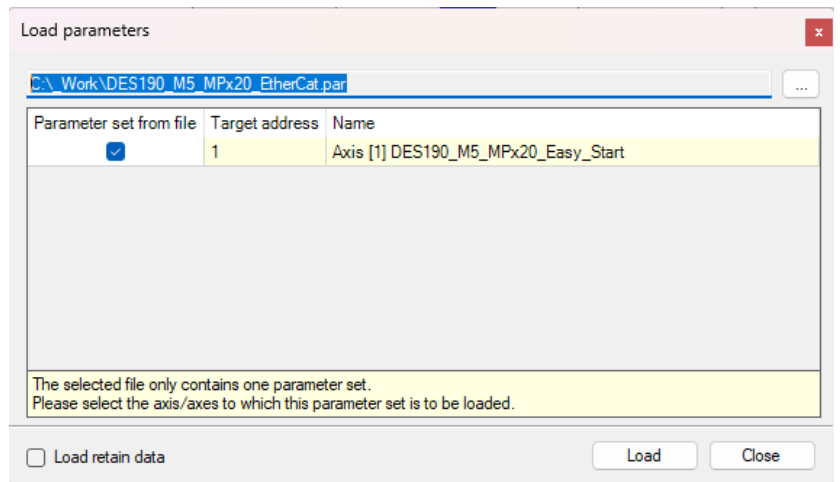 Load parameters
x
C:\_Work\DES190_M5_MPx20_EtherCat.par
...
Parameter set from file Target address Name
1 Axis [1] DES190_M5_MPx20_Easy_Start
The selected file only contains one parameter set.
Please select the axis/axes to which this parameter set is to be loaded.
Load retain data Load Close